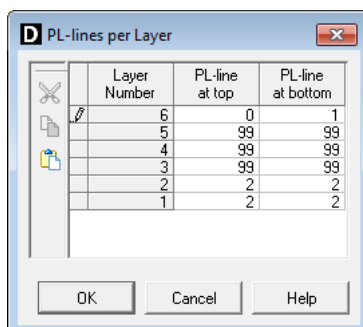 D PL-lines per Layer
Layer Number PL-line at top PL-line at bottom
6 0 1
5 99 99
4 99 99
3 99 99
2 2 2
1 2 2
OK Cancel Help